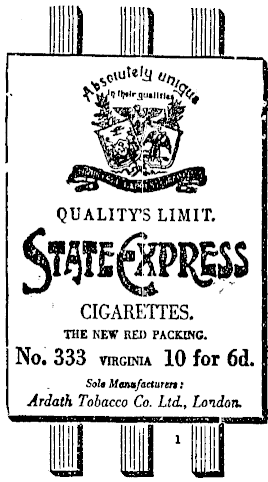 Absolutely unique
in their qualities
QUALITY'S LIMIT.
STATE EXPRESS
CIGARETTES.
THE NEW RED PACKING.
No. 333 VIRGINIA 10 for 6d.
Sole Manufacturers:
Ardath Tobacco Co. Ltd., London.
1